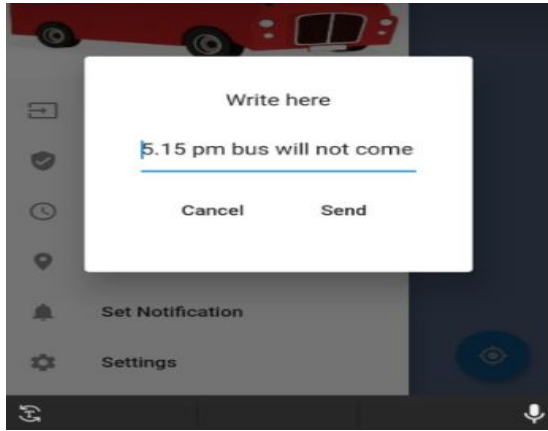 Write here
5.15 pm bus will not come
Cancel Send
Set Notification
Settings